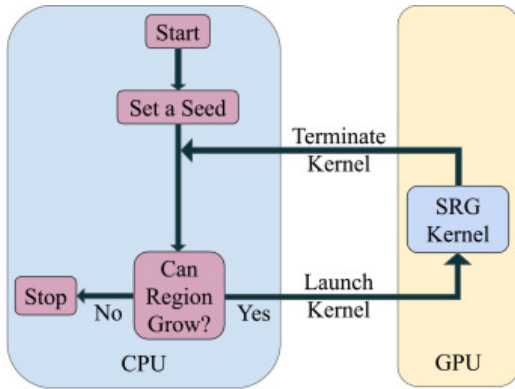 Start
Set a Seed
Terminate
Kernel
SRG
Kernel
Can
Region
Grow?
Stop
No
Yes
Launch
Kernel
CPU
GPU